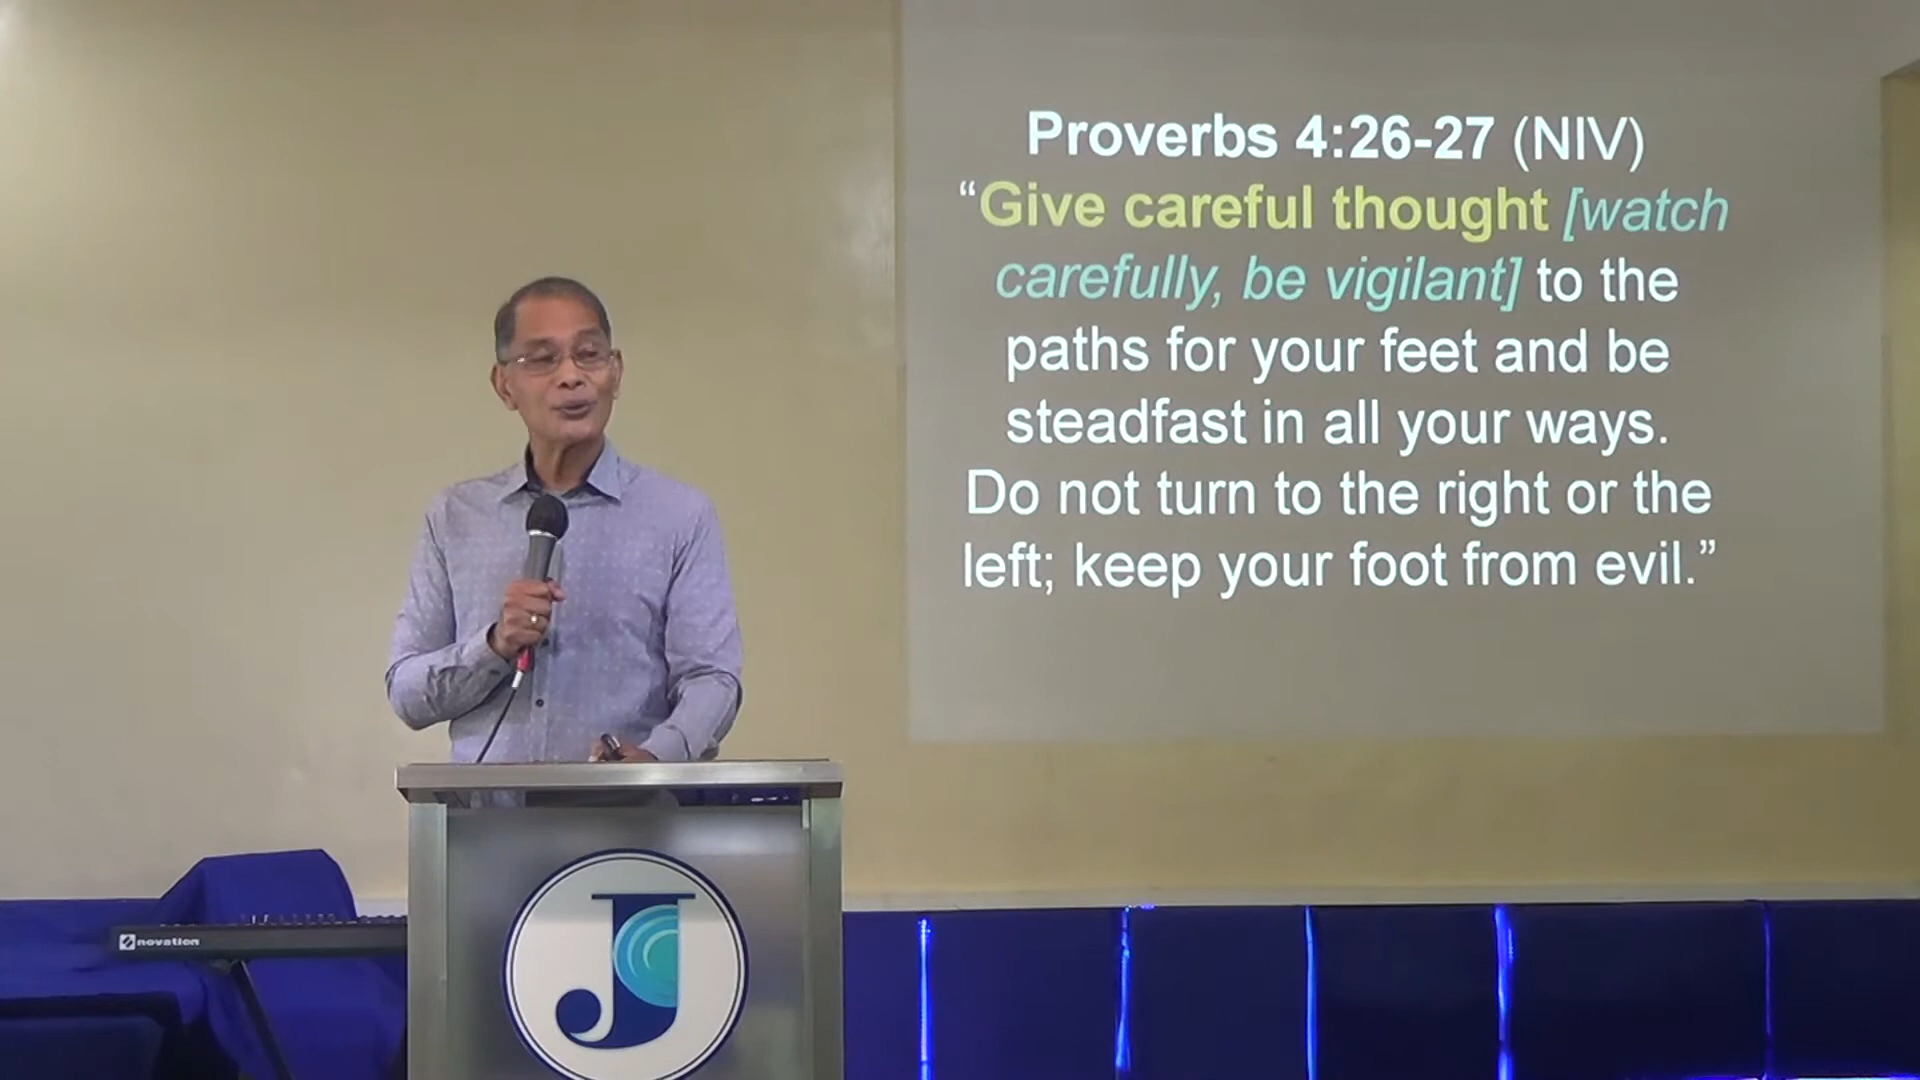 Proverbs 4:26-27 (NIV)
“Give careful thought [watch
carefully, be vigilant] to the
paths for your feet and be
steadfast in all your ways.
Do not turn to the right or the
left; keep your foot from evil.”
novation
J